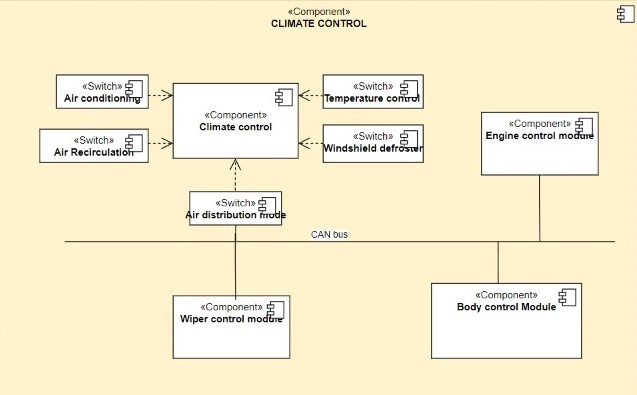 «Component»
CLIMATE CONTROL
«Switch»
Air conditioning
«Component»
Climate control
«Switch»
Temperature control
«Switch»
Air Recirculation
«Switch»
Windshield defroster
«Component»
Engine control module
«Switch»
Air distribution mode
CAN bus
«Component»
Wiper control module
«Component»
Body control Module